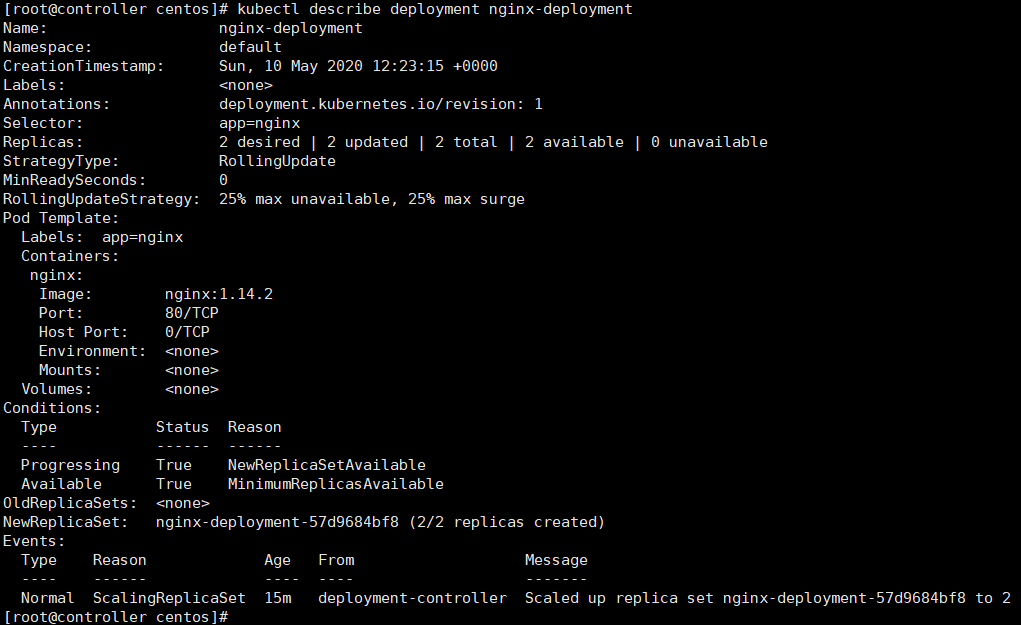 [root@controller centos]# kubectl describe deployment nginx-deployment
Name:                   nginx-deployment
Namespace:              default
CreationTimestamp:      Sun, 10 May 2020 12:23:15 +0000
Labels:                 <none>
Annotations:            deployment.kubernetes.io/revision: 1
Selector:               app=nginx
Replicas:               2 desired | 2 updated | 2 total | 2 available | 0 unavailable
StrategyType:           RollingUpdate
MinReadySeconds:        0
RollingUpdateStrategy:  25% max unavailable, 25% max surge
Pod Template:
  Labels:  app=nginx
  Containers:
   nginx:
    Image:        nginx:1.14.2
    Port:         80/TCP
    Host Port:    0/TCP
    Environment:  <none>
    Mounts:       <none>
  Volumes:        <none>
Conditions:
  Type           Status  Reason
  ----           ------  ------
  Progressing    True    NewReplicaSetAvailable
  Available      True    MinimumReplicasAvailable
OldReplicaSets:  <none>
NewReplicaSet:   nginx-deployment-57d9684bf8 (2/2 replicas created)
Events:
  Type    Reason             Age   From                   Message
  ----    ------             ----  ----                   -------
  Normal  ScalingReplicaSet  15m   deployment-controller  Scaled up replica set nginx-deployment-57d9684bf8 to 2
[root@controller centos]#